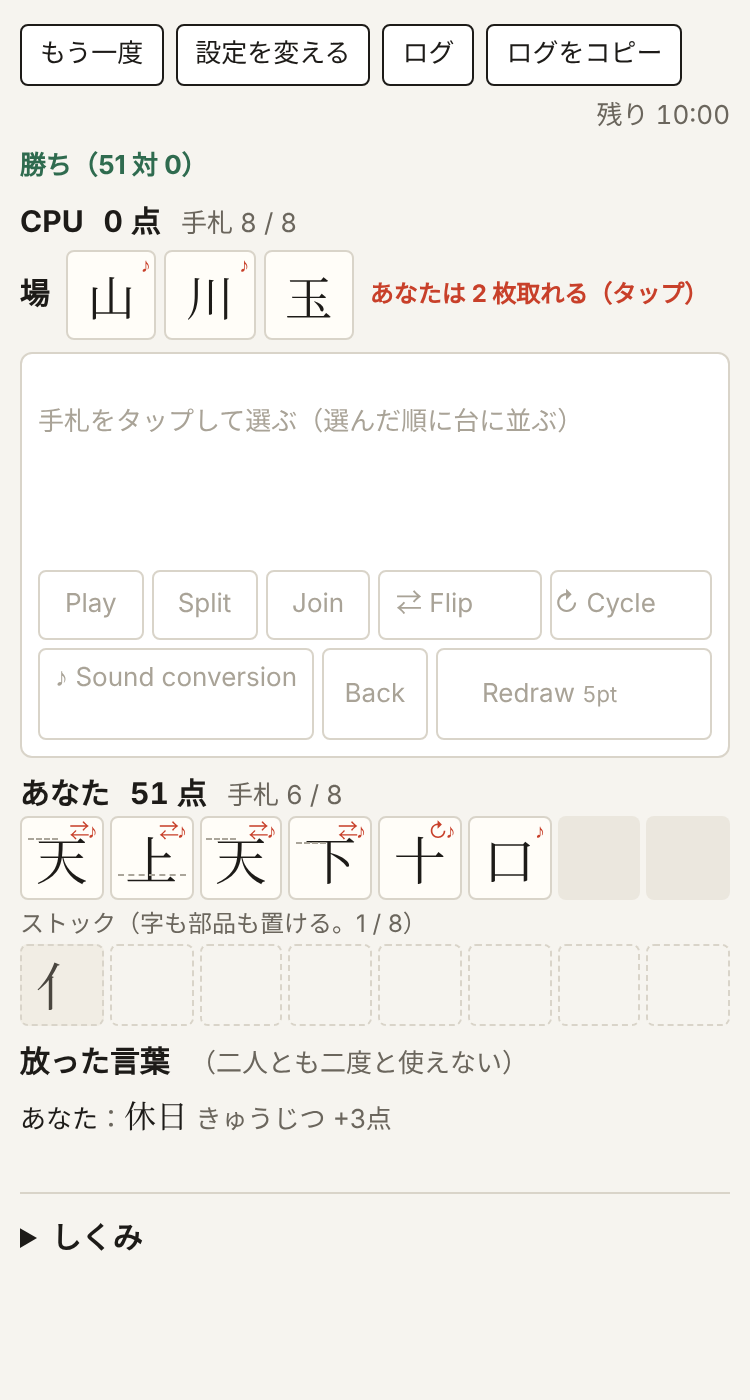 もう一度 設定を変える ログ ログをコピー
残り 10:00
勝ち（51 対 0）
CPU 0 点 手札 8 / 8
場 山♪ 川♪ 玉 あなたは 2 枚取れる（タップ）
手札をタップして選ぶ（選んだ順に台に並ぶ）
Play Split Join ⇄ Flip ↻ Cycle
♪ Sound conversion Back Redraw 5pt
あなた 51 点 手札 6 / 8
天⇄♪ 上⇄♪ 天⇄♪ 下⇄♪ 十↻♪ 口♪
ストック（字も部品も置ける。1 / 8）
亻
放った言葉 （二人とも二度と使えない）
あなた：休日 きゅうじつ +3点
▶ しくみ